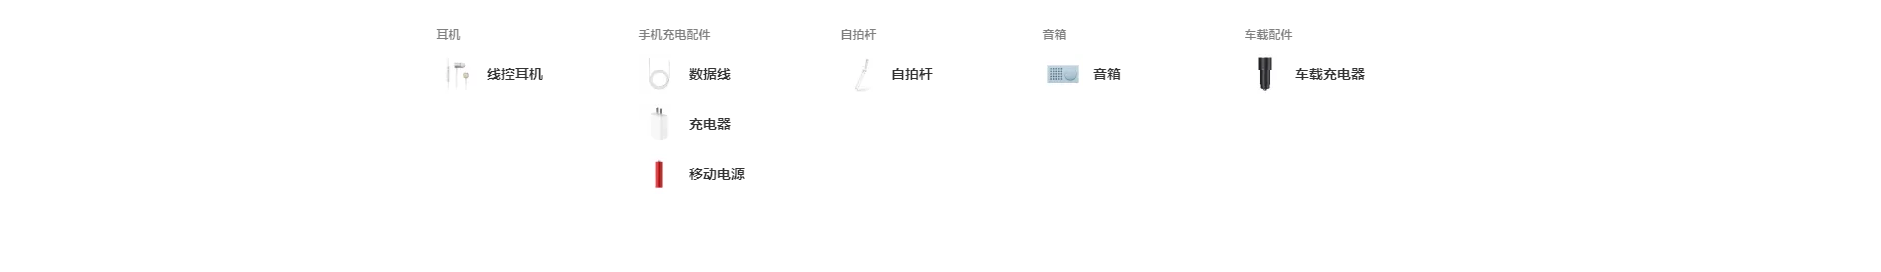 耳机
线控耳机
手机充电配件
数据线
充电器
移动电源
自拍杆
自拍杆
音箱
音箱
车载配件
车载充电器